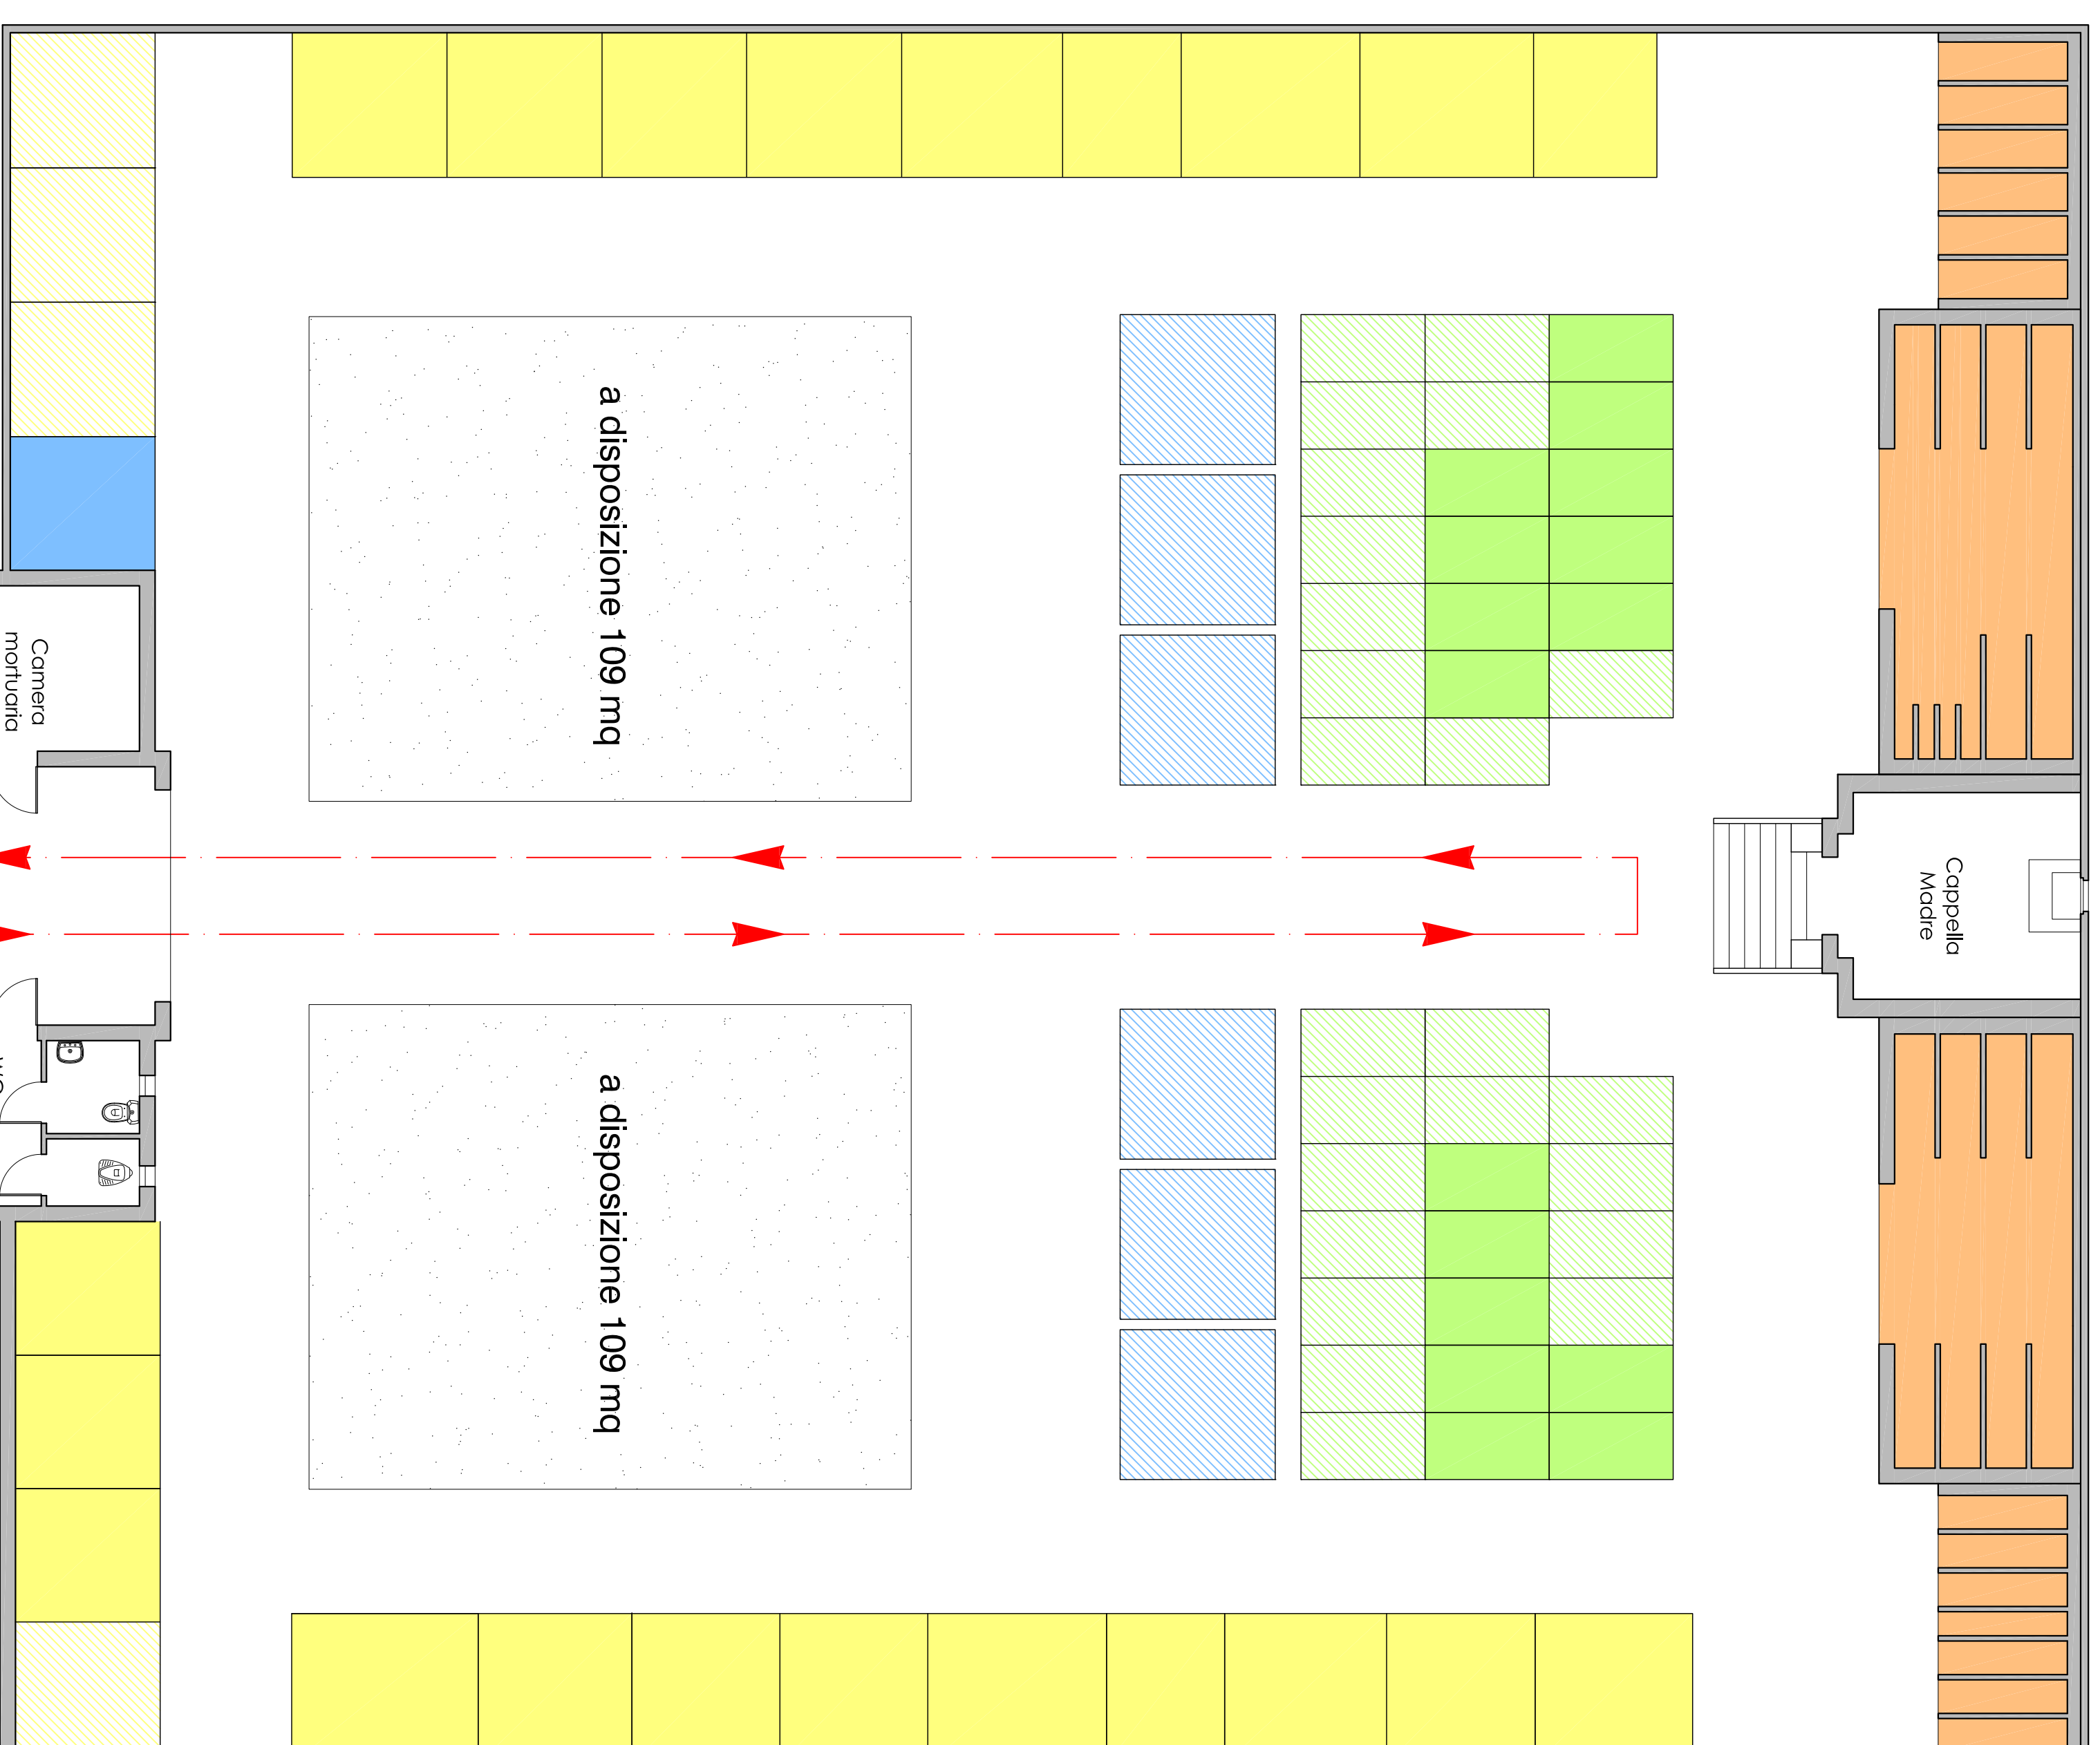 a disposizione 109 mq
Camera
mortuaria
Cappella
Madre
a disposizione 109 mq